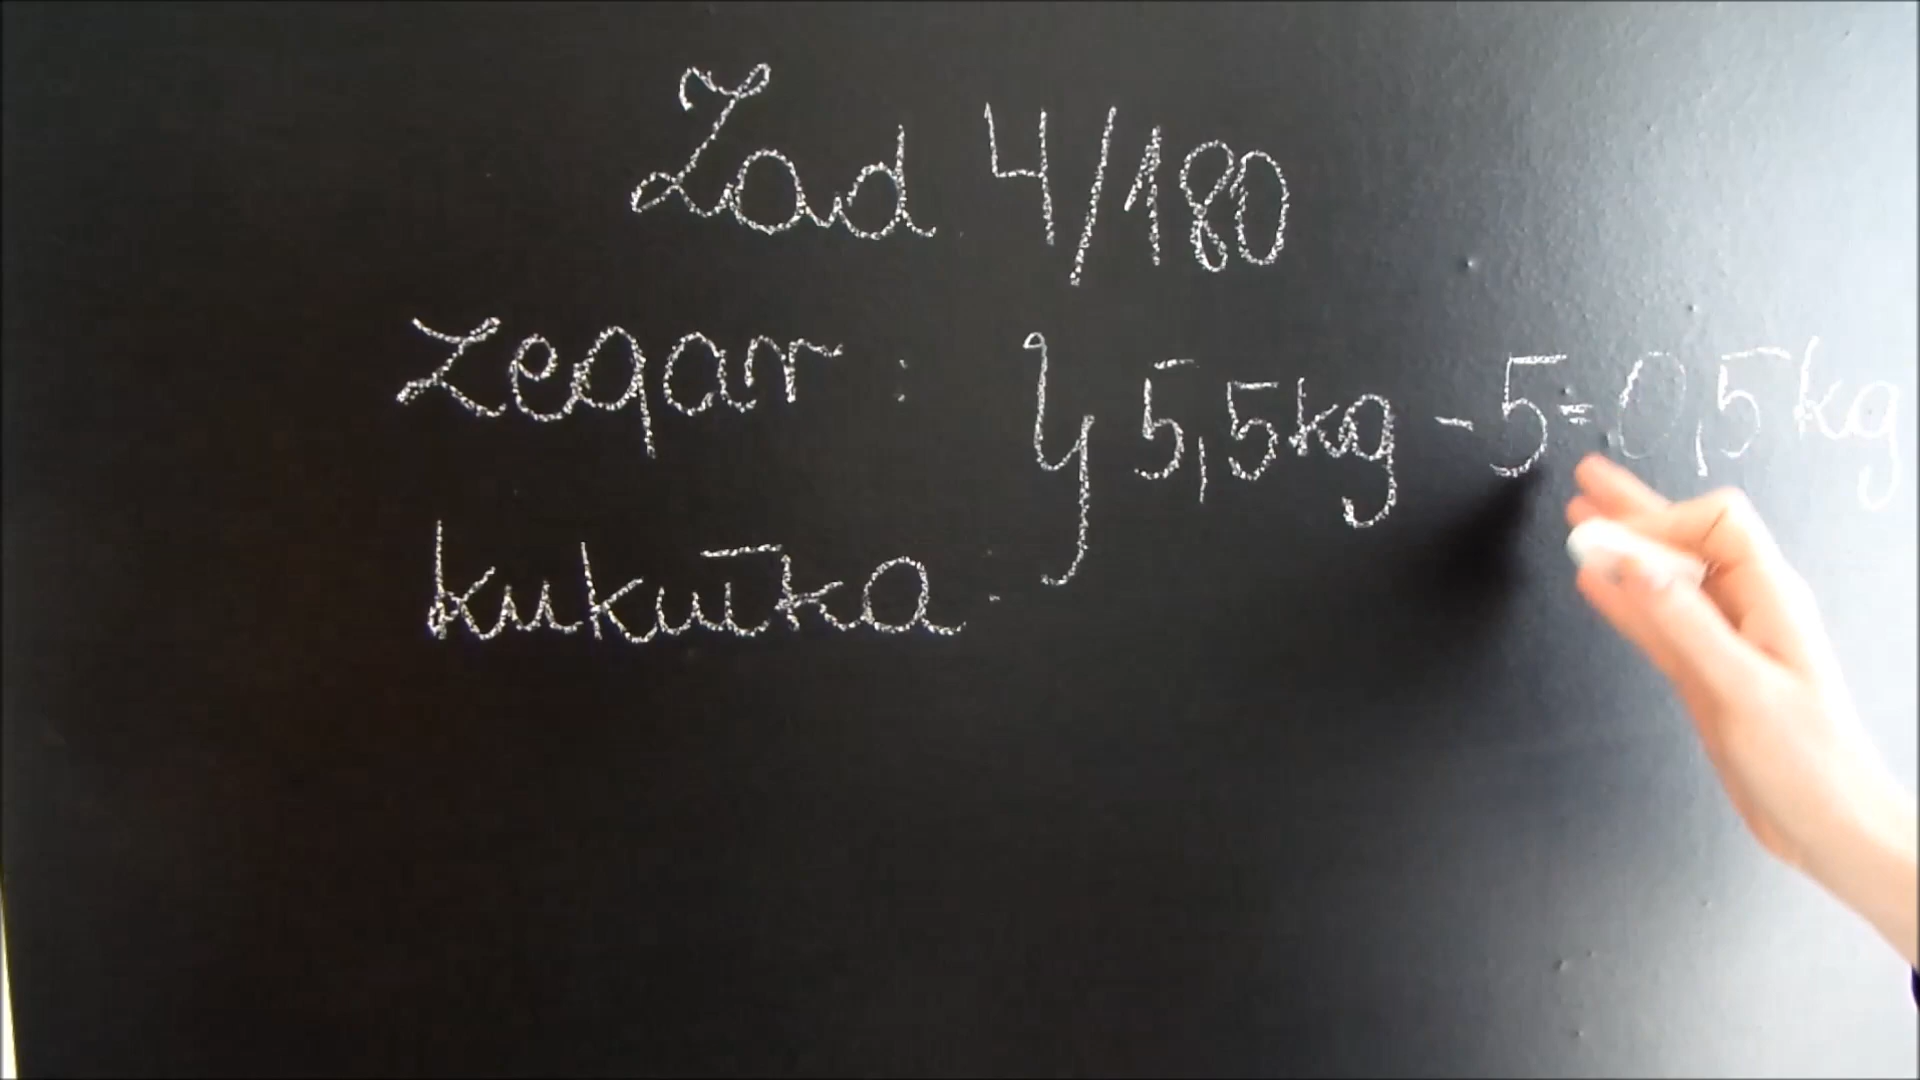 Zad 4/180
zegar : } 5,5kg - 5=0,5kg
kukułka -